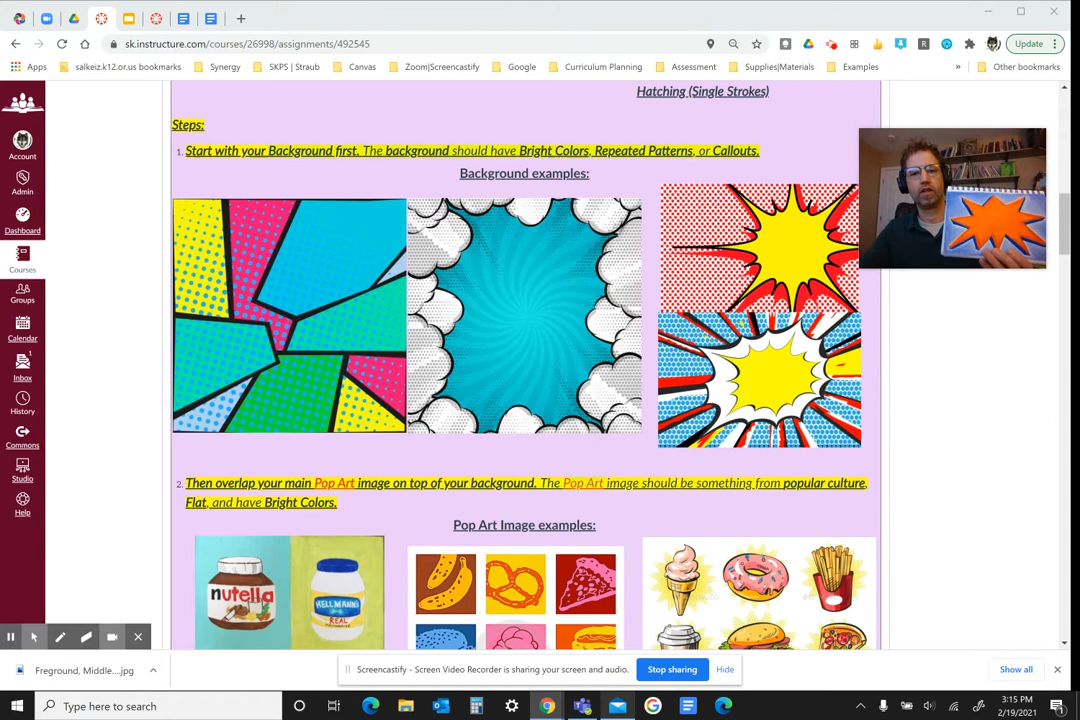 sk.instructure.com/courses/26998/assignments/492545
Update
Apps
salkeiz.k12.or.us bookmarks
Synergy
SKPS | Straub
Canvas
Zoom|Screencastify
Google
Curriculum Planning
Assessment
Supplies|Materials
Examples
»
Other bookmarks
Account
Admin
Dashboard
Courses
Groups
Calendar
1
Inbox
History
Commons
Studio
Help
Hatching (Single Strokes)
Steps:
1. Start with your Background first. The background should have Bright Colors, Repeated Patterns, or Callouts.
Background examples:
2. Then overlap your main Pop Art image on top of your background. The Pop Art image should be something from popular culture,
Flat, and have Bright Colors.
Pop Art Image examples:
nutella
HELLMANN'S
REAL
Freground, Middle....jpg
Screencastify - Screen Video Recorder is sharing your screen and audio.
Stop sharing
Hide
Show all
Type here to search
3:15 PM
2/19/2021
1